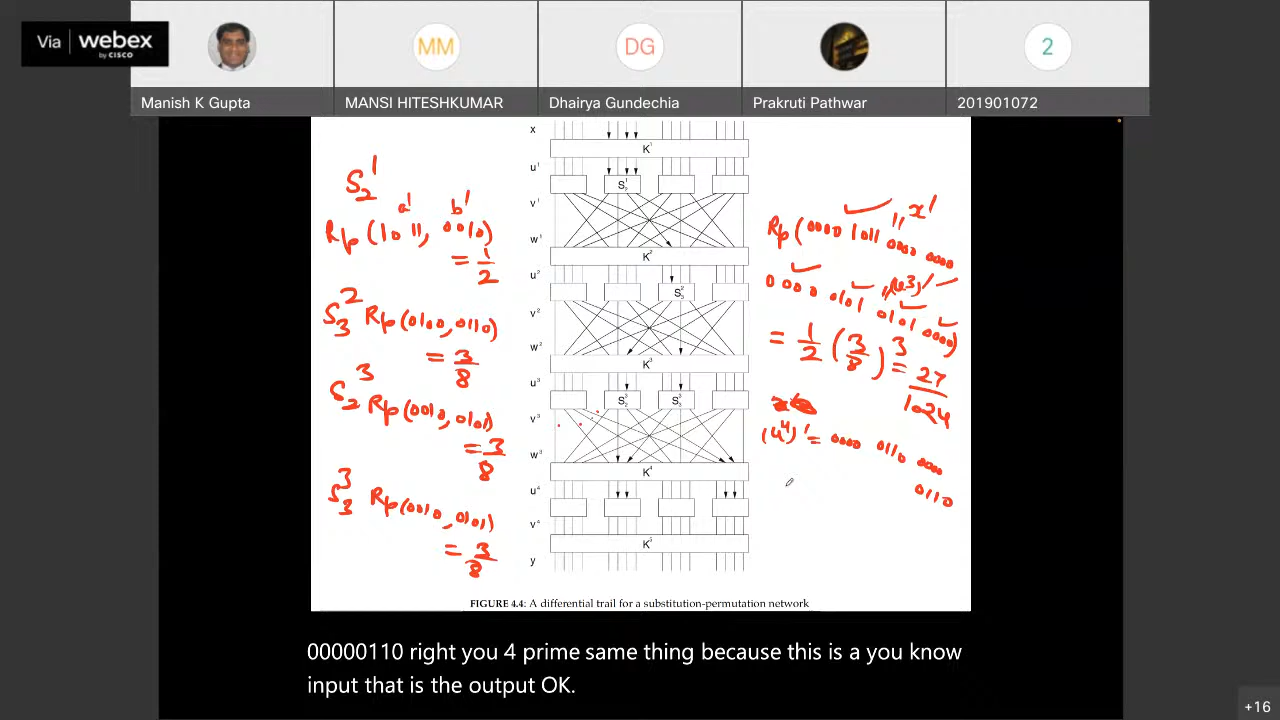 Via webex
by CISCO
MM
DG
2
Manish K Gupta
MANSI HITESHKUMAR
Dhairya Gundechia
Prakruti Pathwar
201901072
S₂¹
a' b'
Rp (1011, 0010)
= 1/2
S₃² Rp(0100, 0110)
= 3/8
S₂³ Rp(0010, 0101)
= 3/8
S₃³ Rp(0010, 0101)
= 3/8
x
K¹
u¹
S₂¹
v¹
w¹
K²
u²
S₃²
v²
w²
K³
u³
S₂³ S₃³
v³
w³
K⁴
u⁴
v⁴
K⁵
y
Rp (0000 1011 0000 0000
x'
0000 0101 0101 0000)
(u³)'
= 1/2 (3/8)³ = 27/1024
(u⁴)' = 0000 0110 0000
0110
FIGURE 4.4: A differential trail for a substitution-permutation network
00000110 right you 4 prime same thing because this is a you know
input that is the output OK.
+16